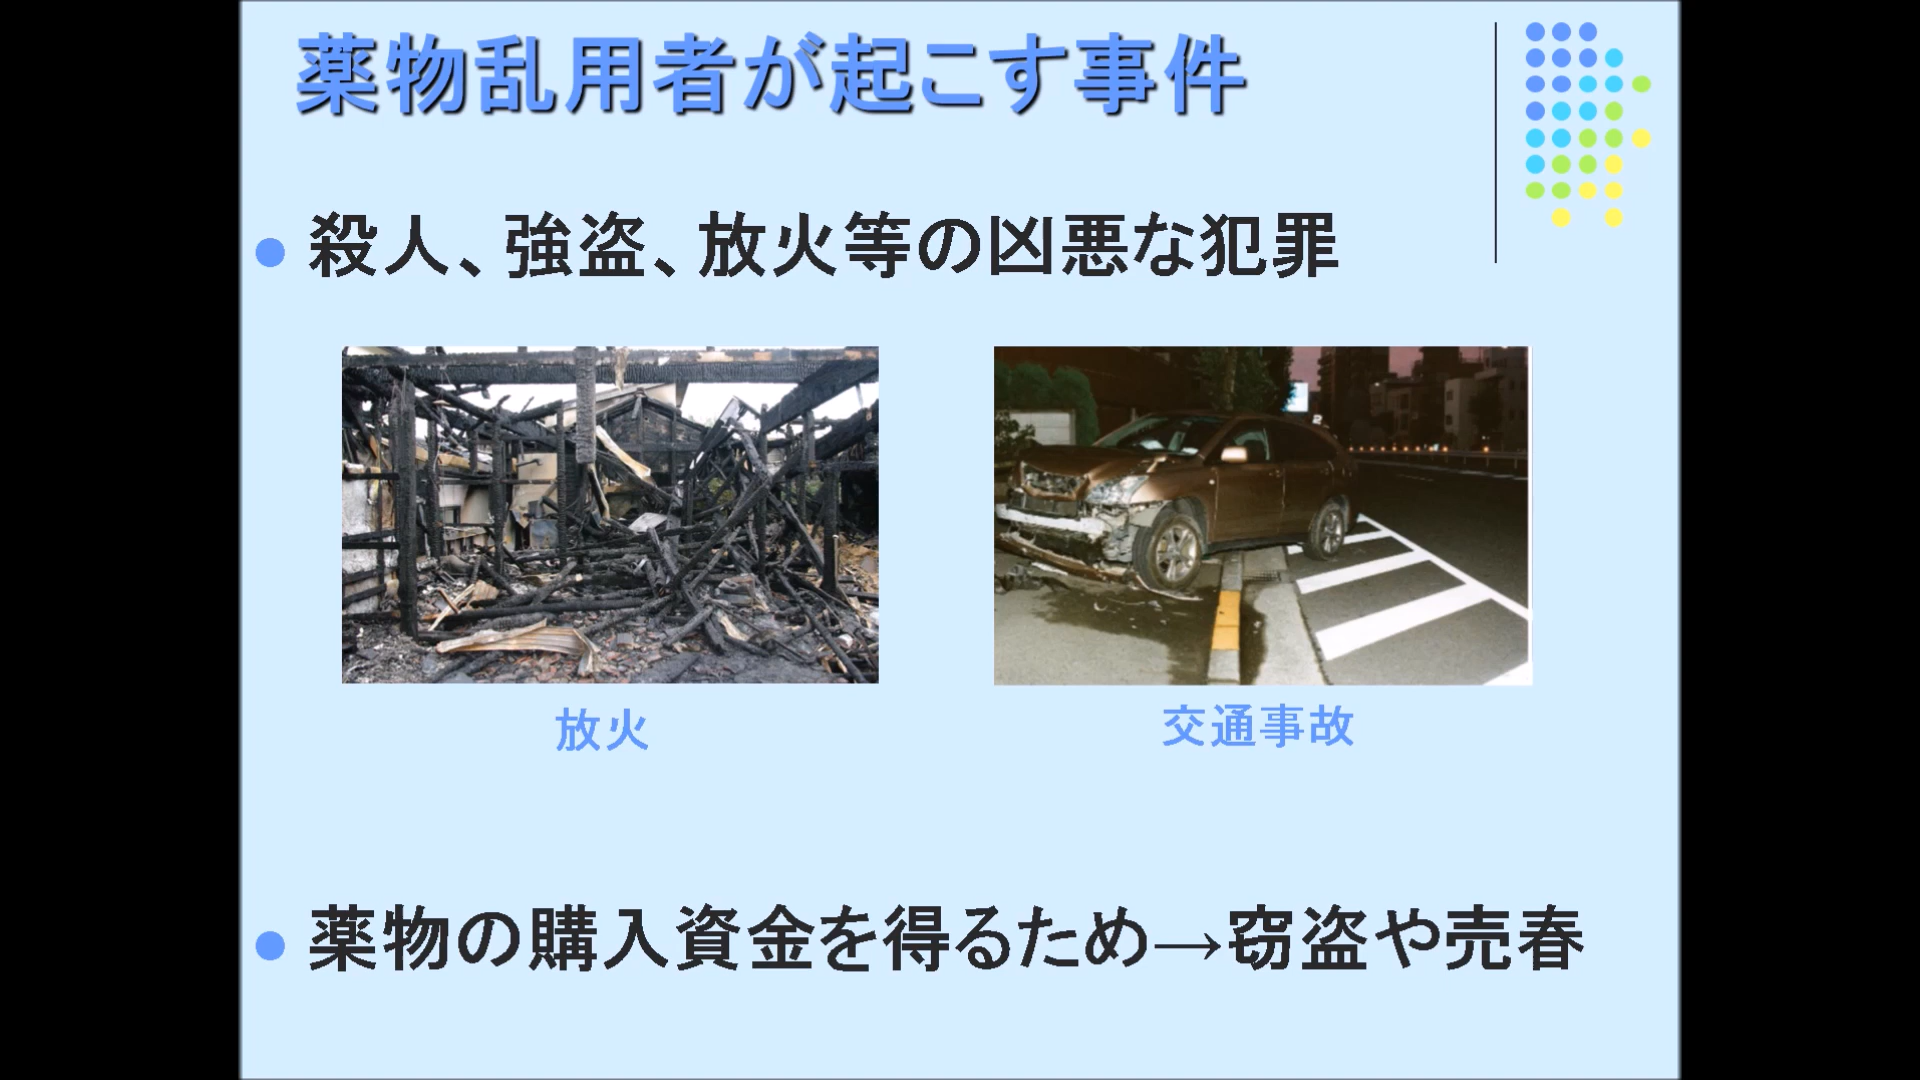 薬物乱用者が起こす事件
殺人、強盗、放火等の凶悪な犯罪
放火
交通事故
薬物の購入資金を得るため→窃盗や売春